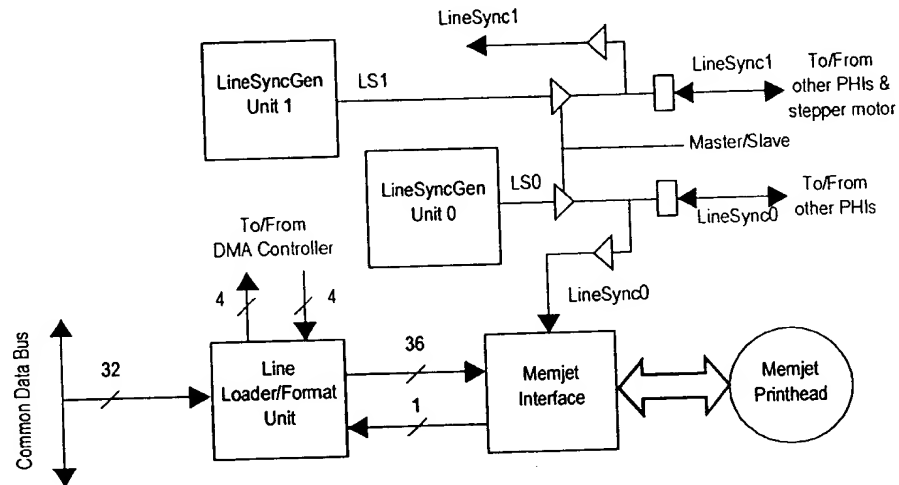 LineSync1
LineSyncGen
Unit 1
LS1
LineSync1
To/From
other PHIs &
stepper motor
Master/Slave
LineSyncGen
Unit 0
LS0
To/From
other PHIs
LineSync0
To/From
DMA Controller
4
4
LineSync0
Common Data Bus
32
Line
Loader/Format
Unit
36
1
Memjet
Interface
Memjet
Printhead